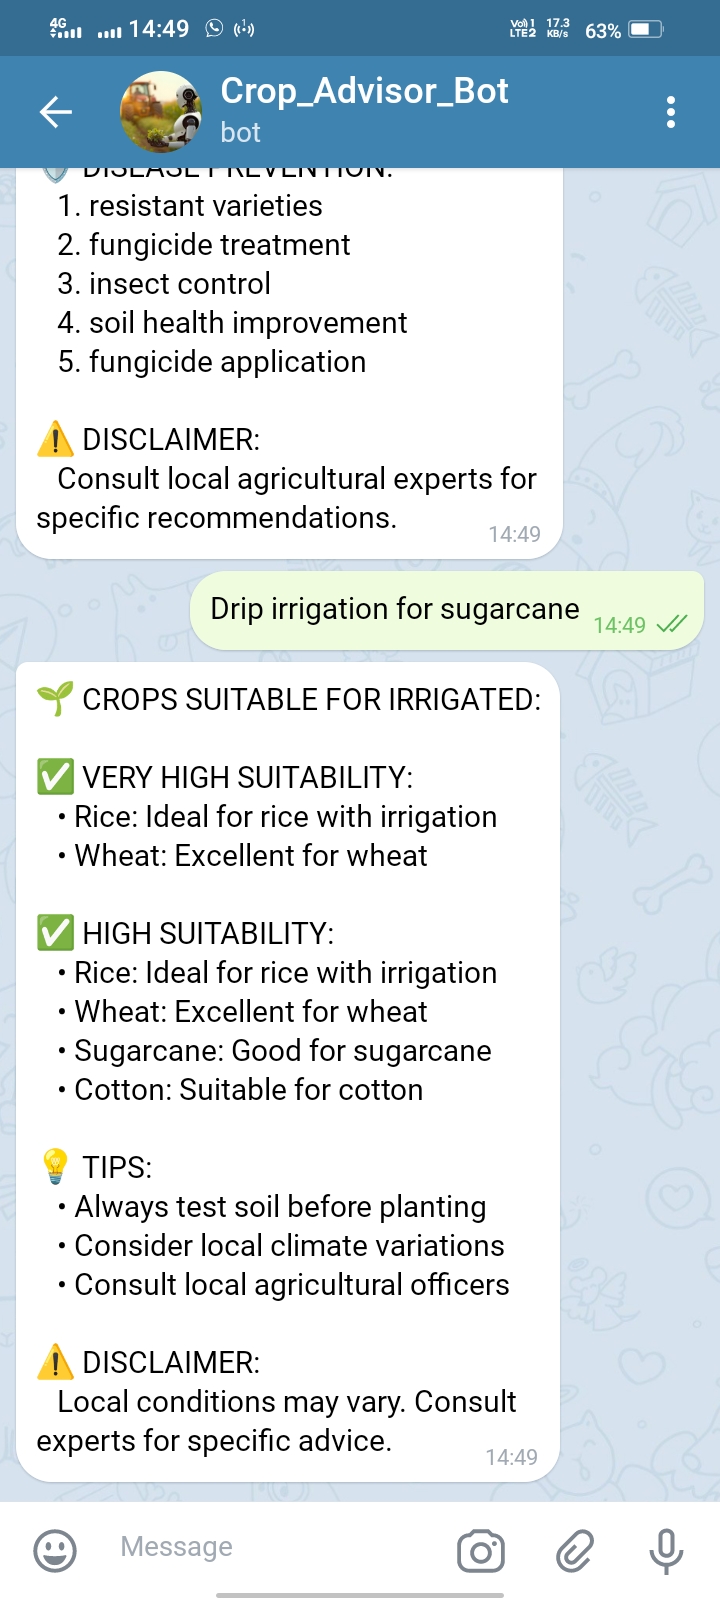 4G 14:49 Vo) 1 LTE2 17.3 KB/s 63%
Crop_Advisor_Bot
bot
DISEASE PREVENTION:
1. resistant varieties
2. fungicide treatment
3. insect control
4. soil health improvement
5. fungicide application
⚠️ DISCLAIMER:
Consult local agricultural experts for
specific recommendations.
14:49
Drip irrigation for sugarcane 14:49
🌱 CROPS SUITABLE FOR IRRIGATED:
✅ VERY HIGH SUITABILITY:
• Rice: Ideal for rice with irrigation
• Wheat: Excellent for wheat
✅ HIGH SUITABILITY:
• Rice: Ideal for rice with irrigation
• Wheat: Excellent for wheat
• Sugarcane: Good for sugarcane
• Cotton: Suitable for cotton
💡 TIPS:
• Always test soil before planting
• Consider local climate variations
• Consult local agricultural officers
⚠️ DISCLAIMER:
Local conditions may vary. Consult
experts for specific advice.
14:49
Message